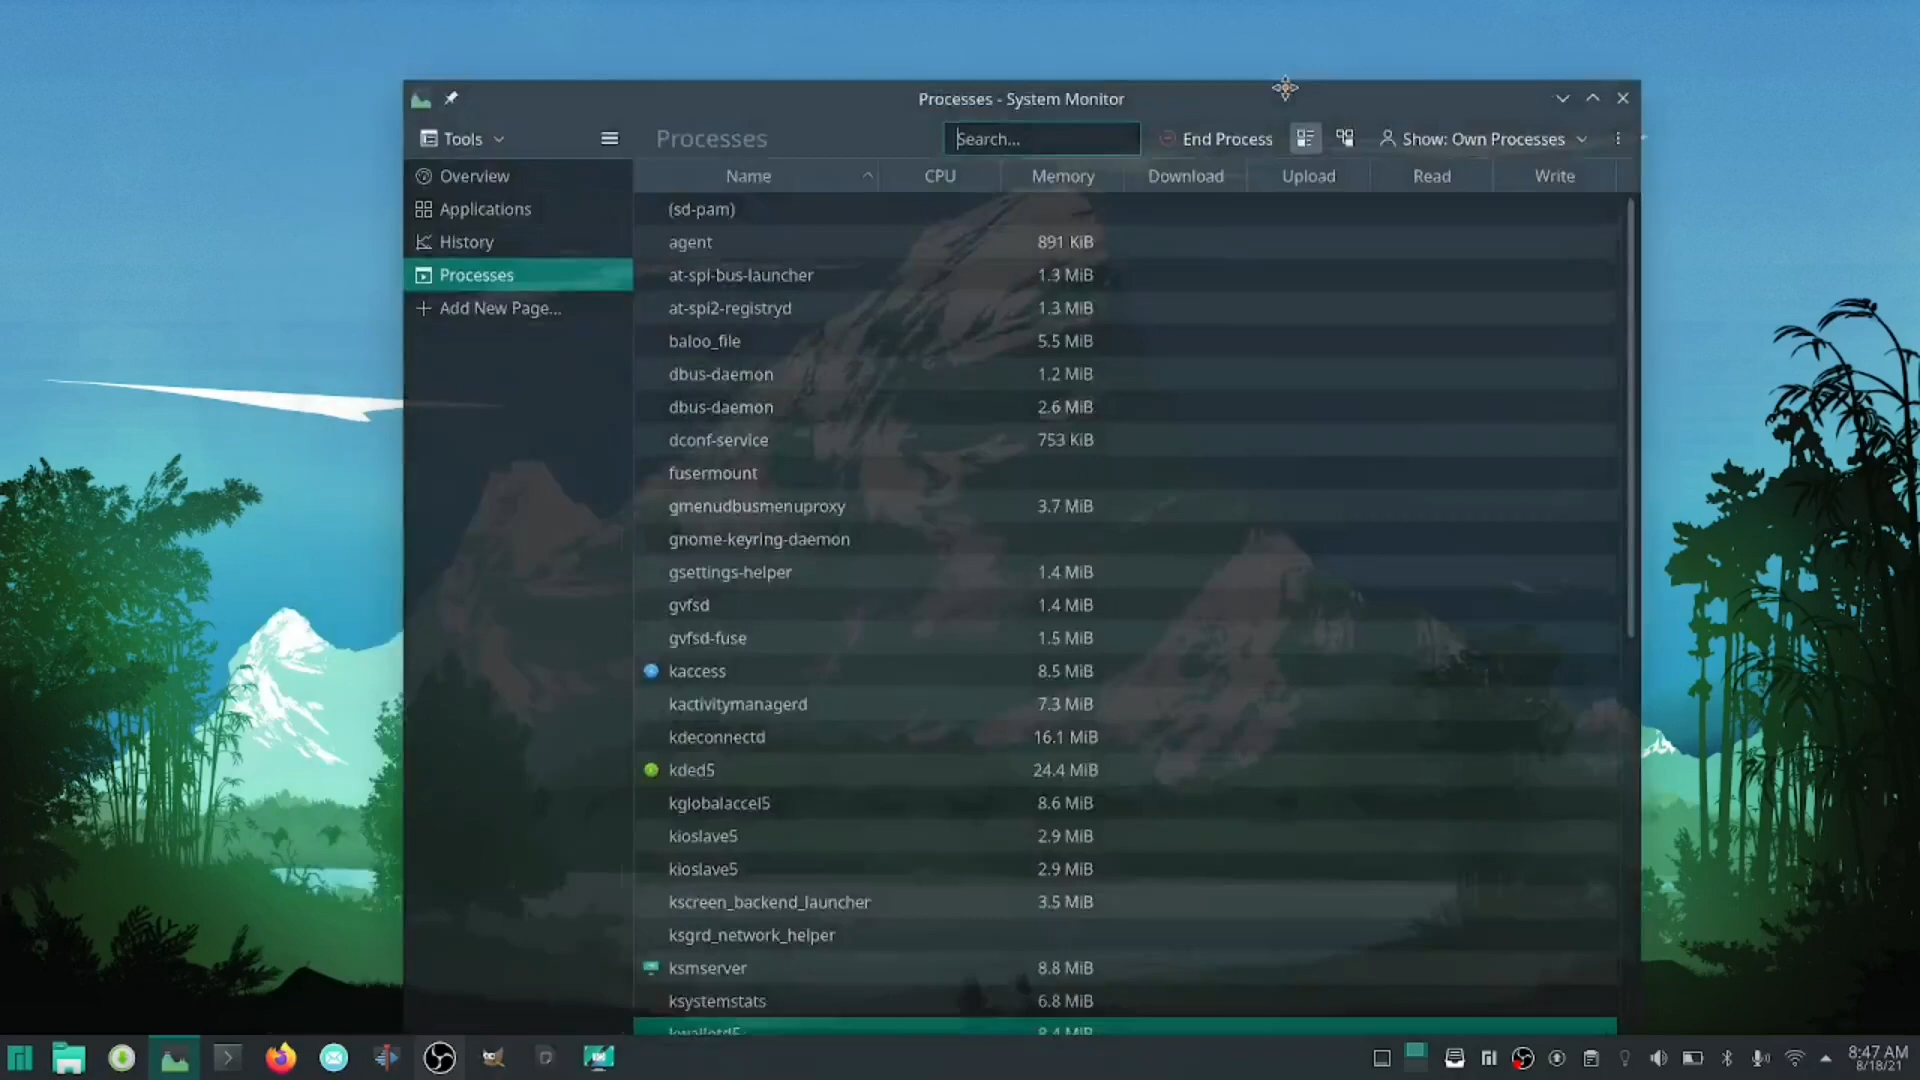 Processes - System Monitor
Tools
Processes
Search...
End Process
Show: Own Processes
Overview
Applications
History
Processes
Add New Page...
Name CPU Memory Download Upload Read Write
(sd-pam)
agent 891 KiB
at-spi-bus-launcher 1.3 MiB
at-spi2-registryd 1.3 MiB
baloo_file 5.5 MiB
dbus-daemon 1.2 MiB
dbus-daemon 2.6 MiB
dconf-service 753 KiB
fusermount
gmenudbusmenuproxy 3.7 MiB
gnome-keyring-daemon
gsettings-helper 1.4 MiB
gvfsd 1.4 MiB
gvfsd-fuse 1.5 MiB
kaccess 8.5 MiB
kactivitymanagerd 7.3 MiB
kdeconnectd 16.1 MiB
kded5 24.4 MiB
kglobalaccel5 8.6 MiB
kioslave5 2.9 MiB
kioslave5 2.9 MiB
kscreen_backend_launcher 3.5 MiB
ksgrd_network_helper
ksmserver 8.8 MiB
ksystemstats 6.8 MiB
kwalletd5 8.4 MiB
8:47 AM
8/18/21